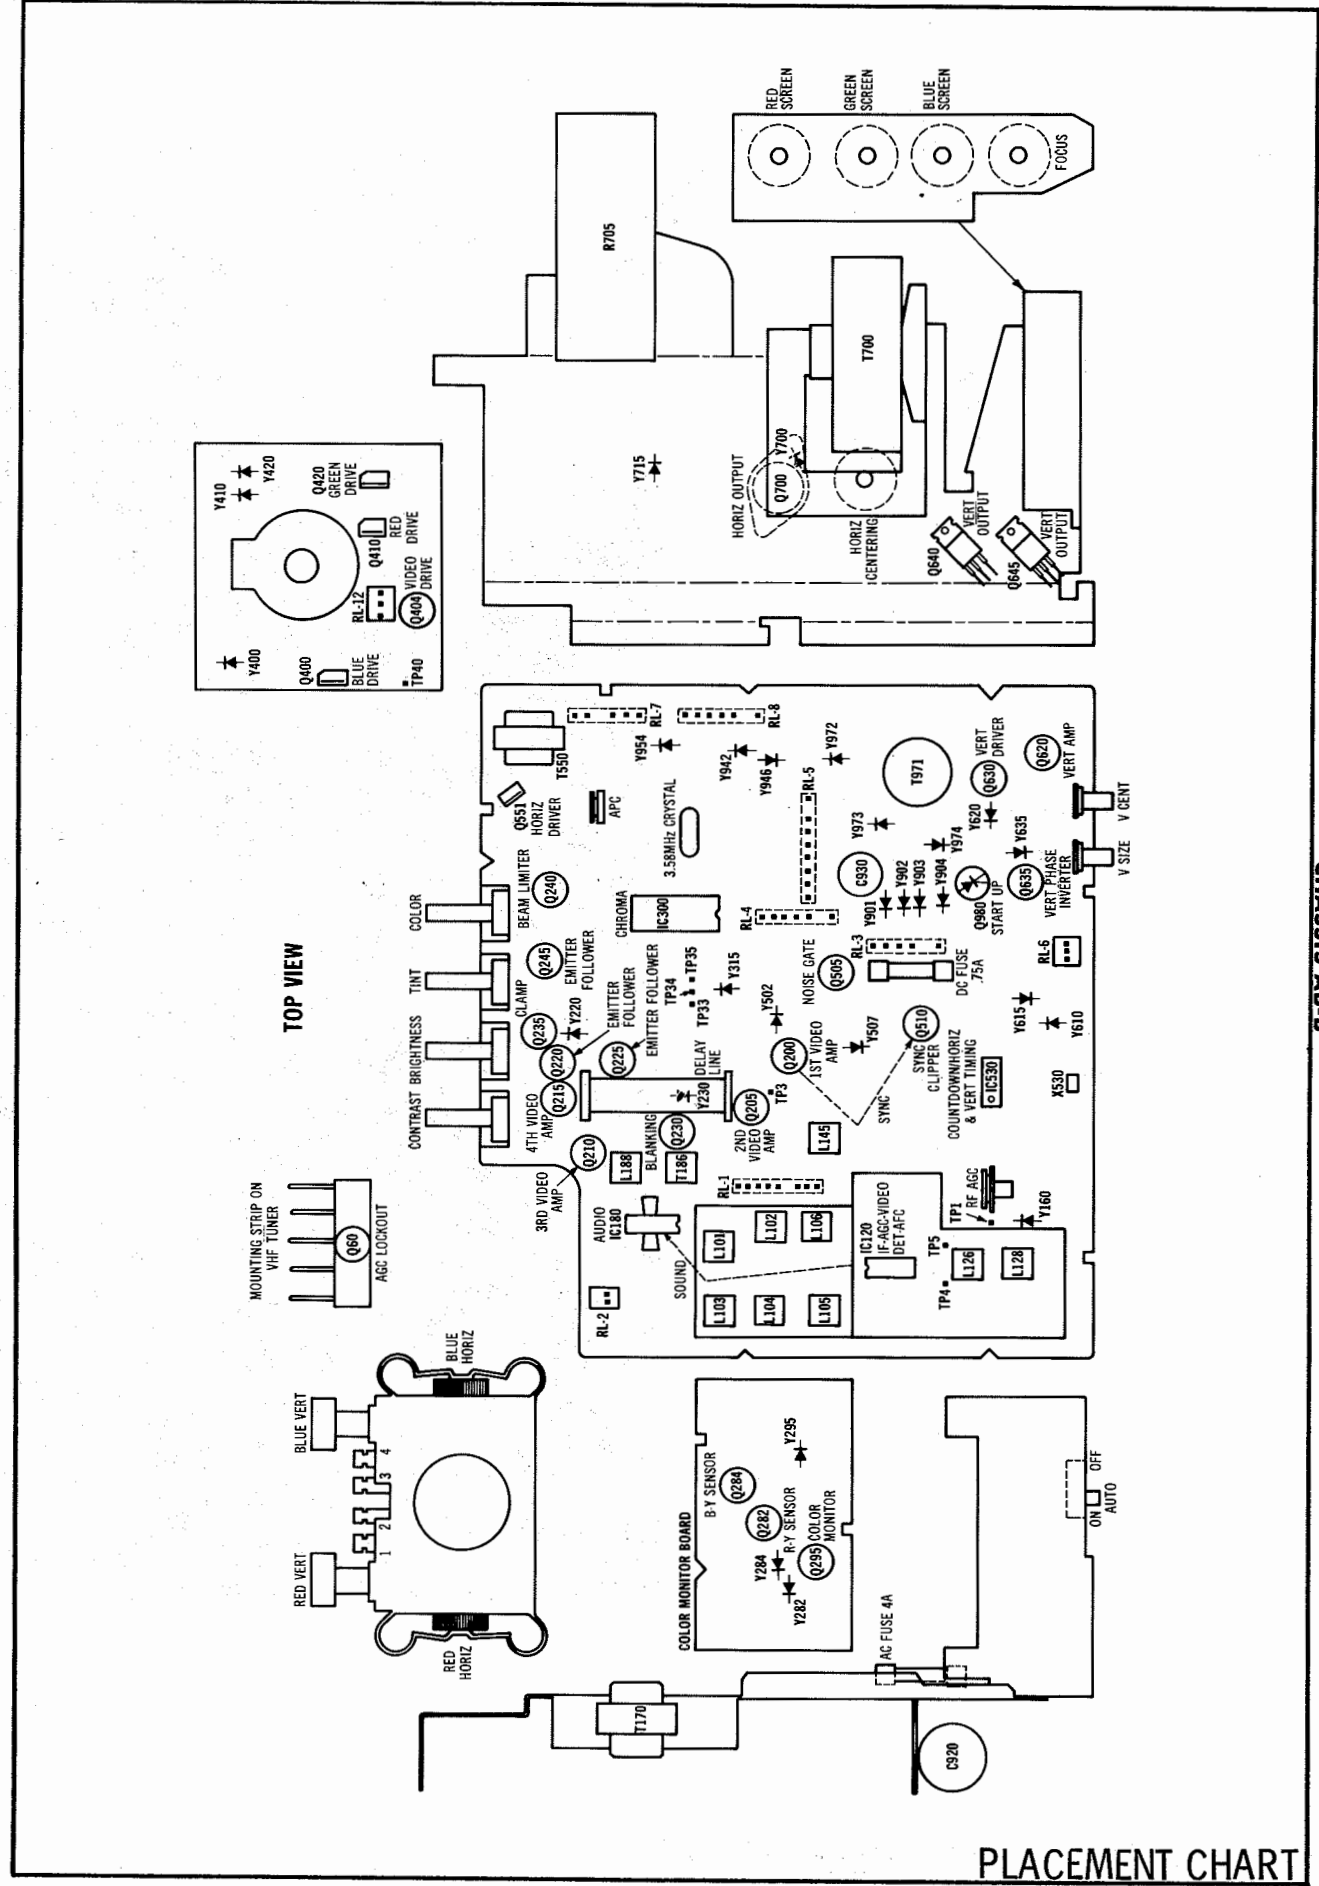 PLACEMENT CHART
TOP VIEW
RED
SCREEN
GREEN
SCREEN
BLUE
SCREEN
FOCUS
R705
T700
Y715
HORIZ OUTPUT
Q700
Y700
HORIZ
CENTERING
Q640
VERT
OUTPUT
Q645
VERT
OUTPUT
Y410
Y420
Q420
GREEN
DRIVE
Q410
RED
DRIVE
RL-12
Q404
VIDEO
DRIVE
Y400
Q400
BLUE
DRIVE
TP40
COLOR
TINT
BRIGHTNESS
CONTRAST
T550
RL-7
RL-8
Y954
Y942
Y946
Y972
Q551
HORIZ
DRIVER
APC
3.58MHz CRYSTAL
RL-5
T971
VERT
DRIVER
Q630
Q620
VERT AMP
V CENT
V SIZE
Y973
Y974
Y620
Y635
C930
Y901
Y902
Y903
Y904
Q980
START UP
Q635
VERT PHASE
INVERTER
BEAM LIMITER
Q240
CHROMA
IC300
RL-4
RL-3
DC FUSE
.75A
RL-6
Q245
EMITTER
FOLLOWER
CLAMP
Q235
Y220
EMITTER
FOLLOWER
Q220
EMITTER FOLLOWER
Q225
TP34
TP35
TP33
Y315
NOISE GATE
Q505
Y502
Y507
Q510
SYNC
CLIPPER
Y615
Y610
Q200
1ST VIDEO
AMP
TP3
SYNC
COUNTDOWN/HORIZ
& VERT TIMING
IC530
X530
DELAY
LINE
Y230
Q215
4TH VIDEO
AMP
Q210
3RD VIDEO
AMP
BLANKING
Q230
Q205
2ND
VIDEO
AMP
L188
T186
L145
RL-1
AUDIO
IC180
SOUND
RL-2
L101
L102
L106
L103
L104
L105
IC120
IF-AGC-VIDEO
DET-AFC
TP1
RF AGC
Y160
TP5
TP4
L126
L128
MOUNTING STRIP ON
VHF TUNER
Q60
AGC LOCKOUT
BLUE VERT
BLUE
HORIZ
RED VERT
RED
HORIZ
1
2
3
4
COLOR MONITOR BOARD
B-Y SENSOR
Q284
Y295
Q282
R-Y SENSOR
Y284
Y282
Q295
COLOR
MONITOR
T170
C920
AC FUSE 4A
ON
OFF
AUTO